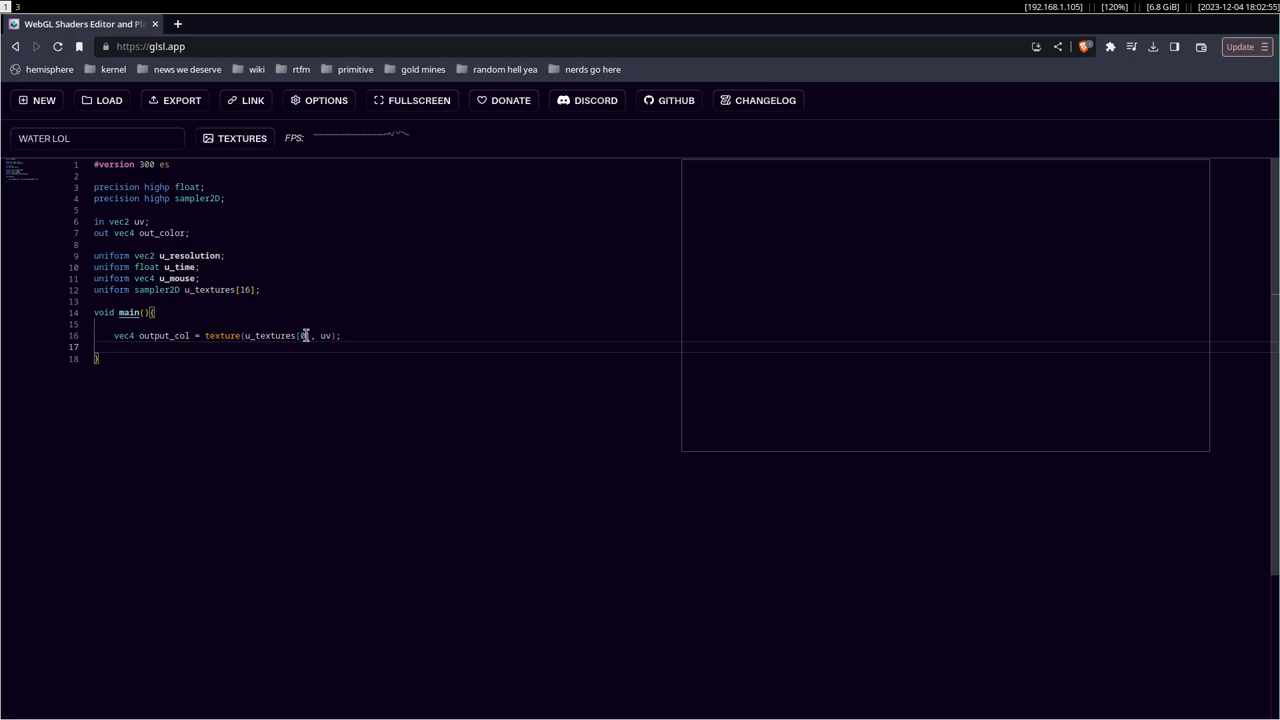 1 3 [192.168.1.105] [120%] [6.8 GiB] [2023-12-04 18:02:55]
WebGL Shaders Editor and Pla
https://glsl.app Update
hemisphere kernel news we deserve wiki rtfm primitive gold mines random hell yea nerds go here
NEW LOAD EXPORT LINK OPTIONS FULLSCREEN DONATE DISCORD GITHUB CHANGELOG
WATER LOL TEXTURES FPS:
1 #version 300 es
2
3 precision highp float;
4 precision highp sampler2D;
5
6 in vec2 uv;
7 out vec4 out_color;
8
9 uniform vec2 u_resolution;
10 uniform float u_time;
11 uniform vec4 u_mouse;
12 uniform sampler2D u_textures[16];
13
14 void main(){
15
16 vec4 output_col = texture(u_textures[0], uv);
17
18 }